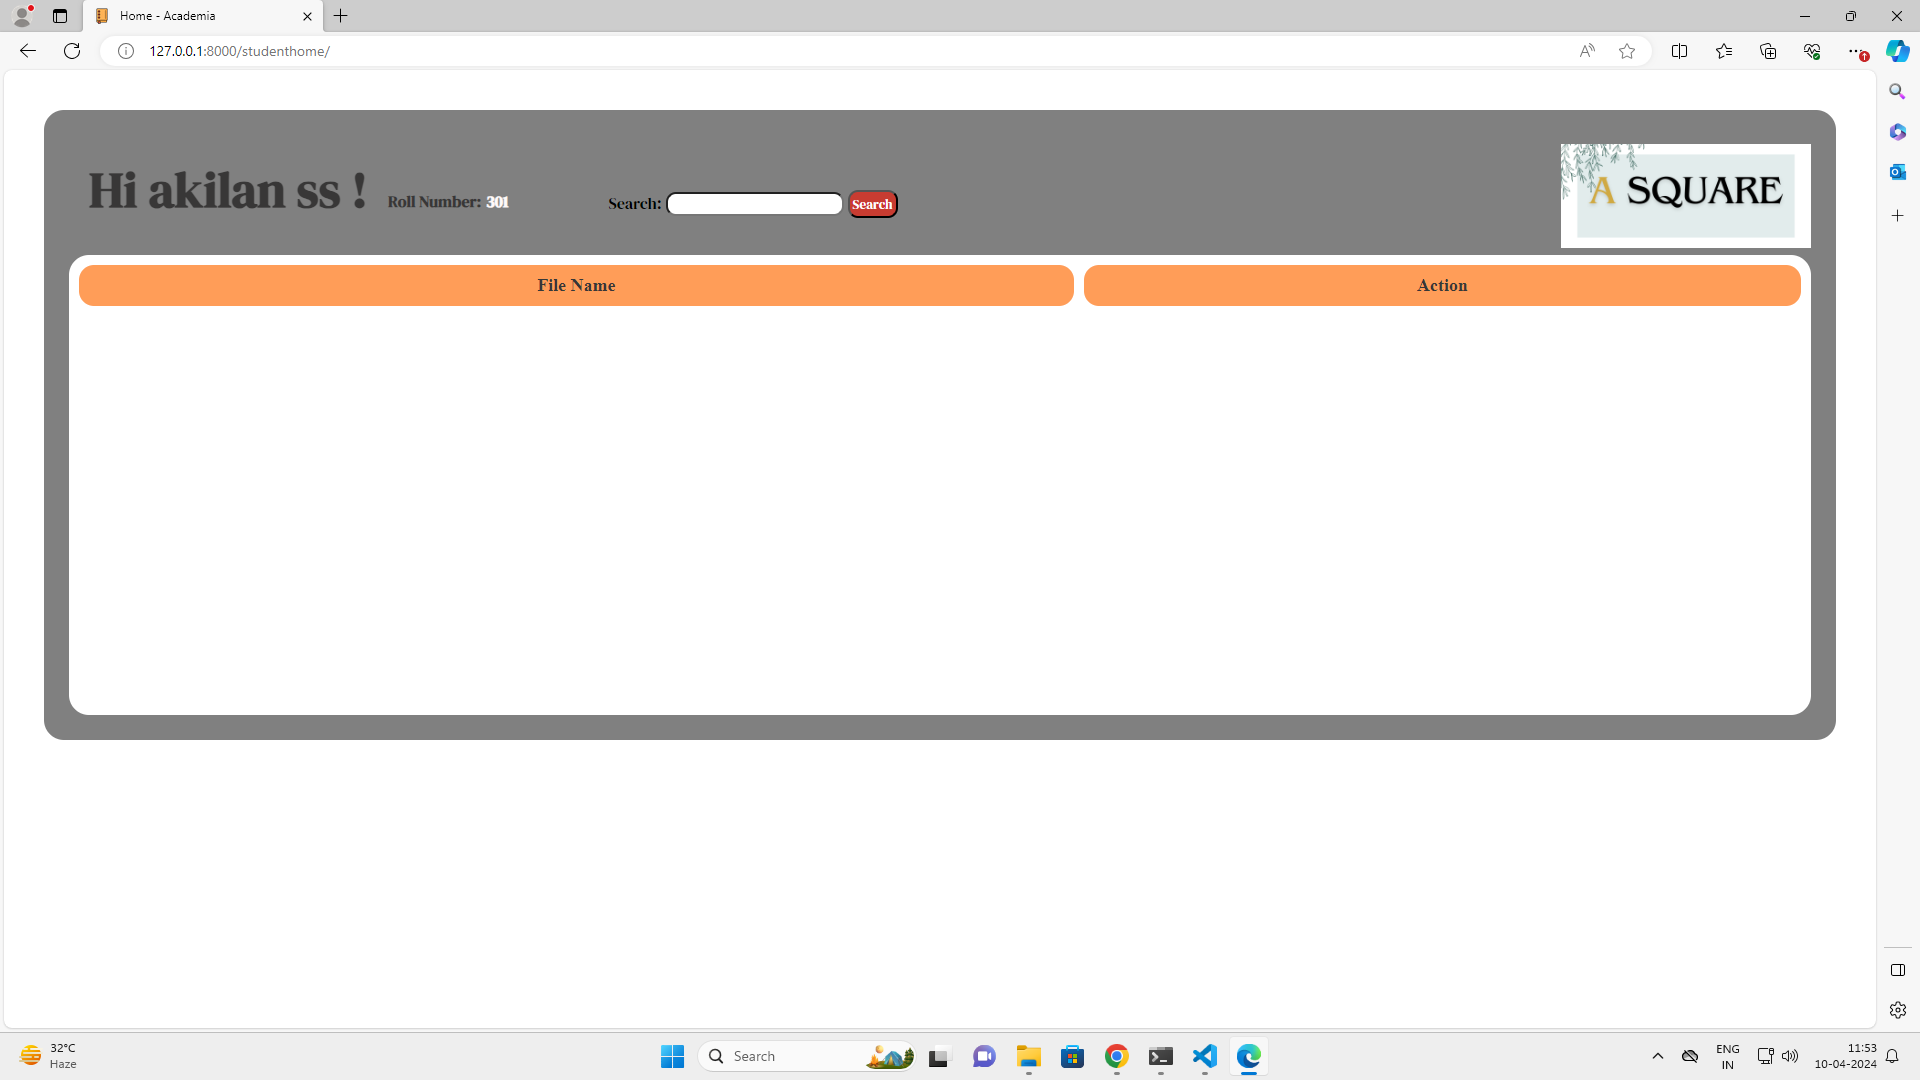 Home - Academia
127.0.0.1:8000/studenthome/
Hi akilan ss !
Roll Number: 301
Search:
Search
A SQUARE
File Name
Action
32°C
Haze
Search
ENG
IN
11:53
10-04-2024